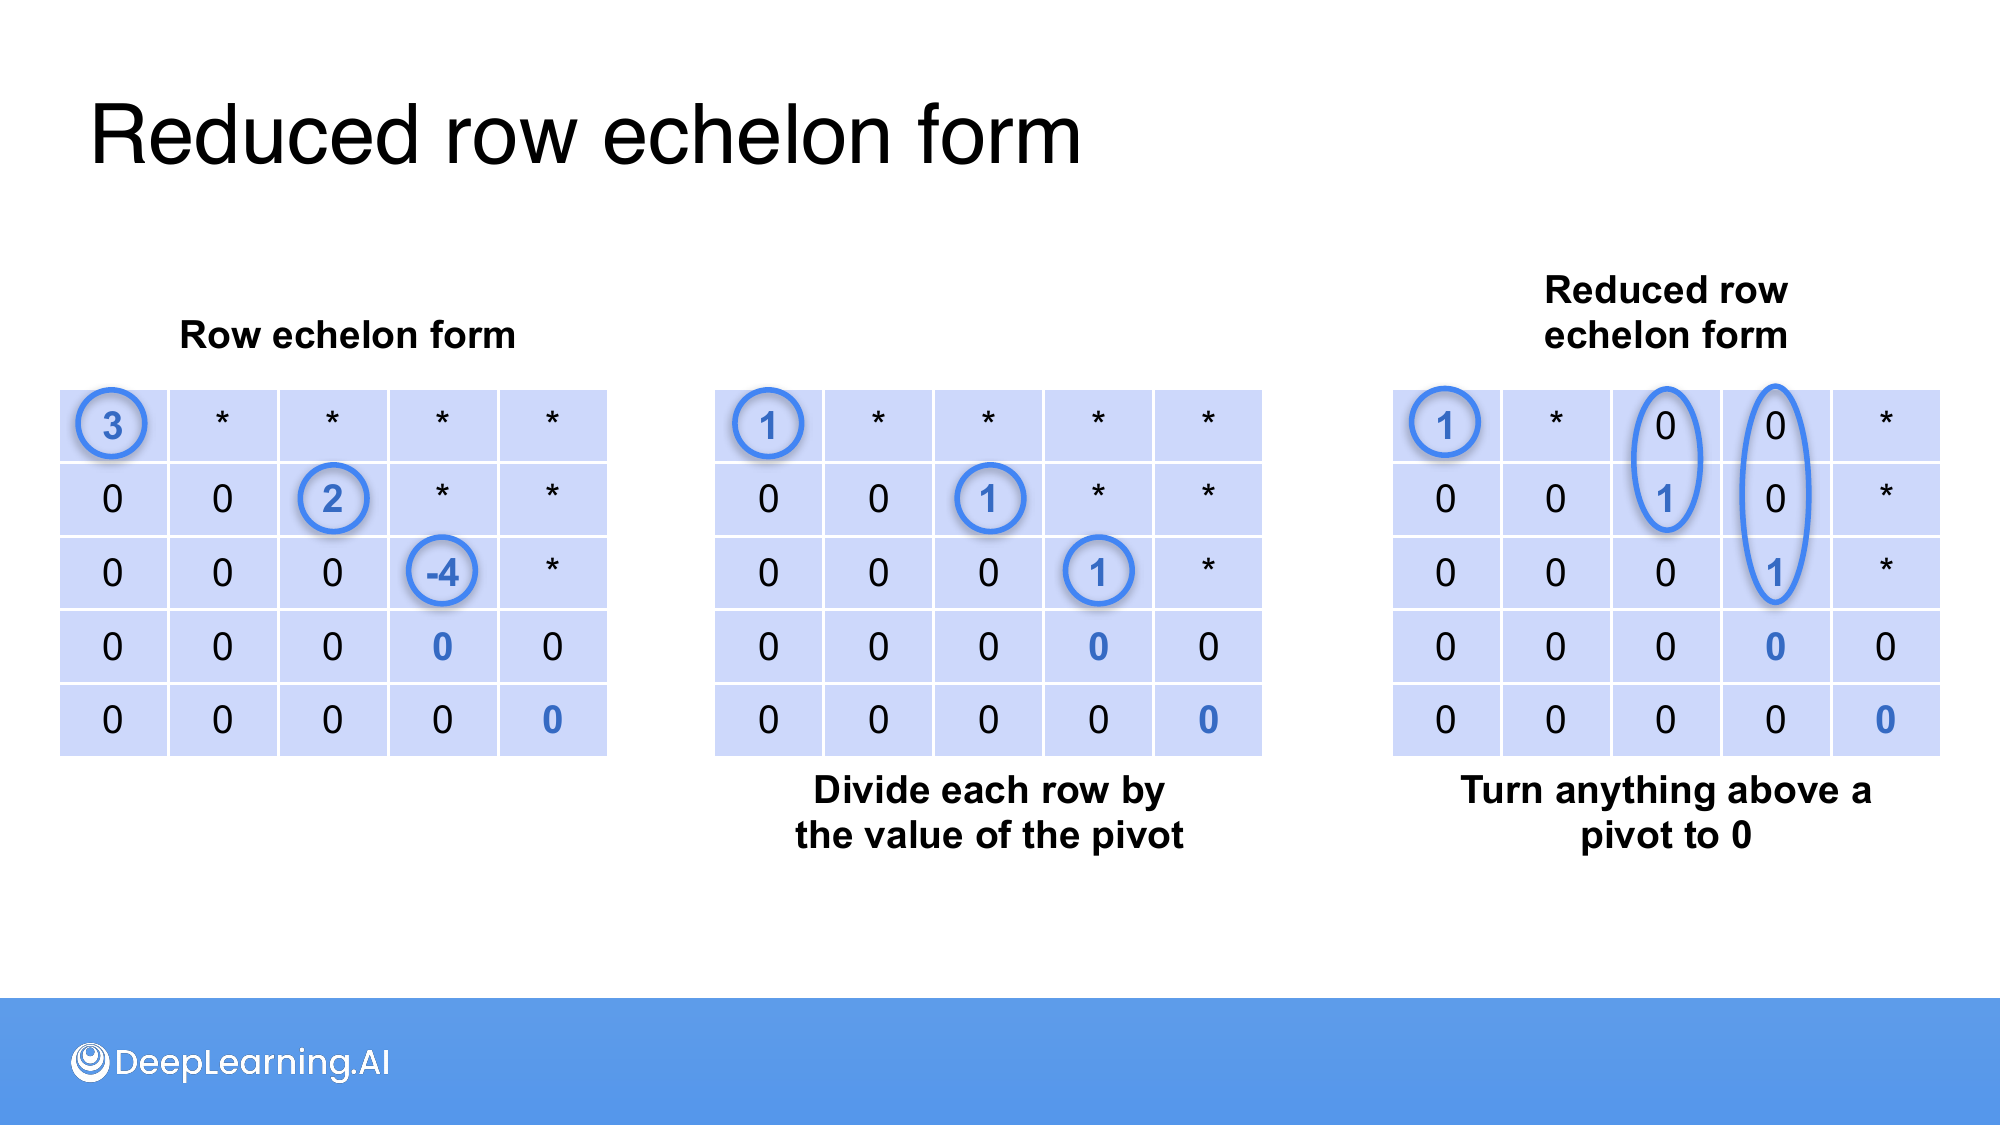 Reduced row echelon form
Row echelon form
3 * * * *
0 0 2 * *
0 0 0 -4 *
0 0 0 0 0
0 0 0 0 0
1 * * * *
0 0 1 * *
0 0 0 1 *
0 0 0 0 0
0 0 0 0 0
Divide each row by
the value of the pivot
Reduced row
echelon form
1 * 0 0 *
0 0 1 0 *
0 0 0 1 *
0 0 0 0 0
0 0 0 0 0
Turn anything above a
pivot to 0
DeepLearning.AI